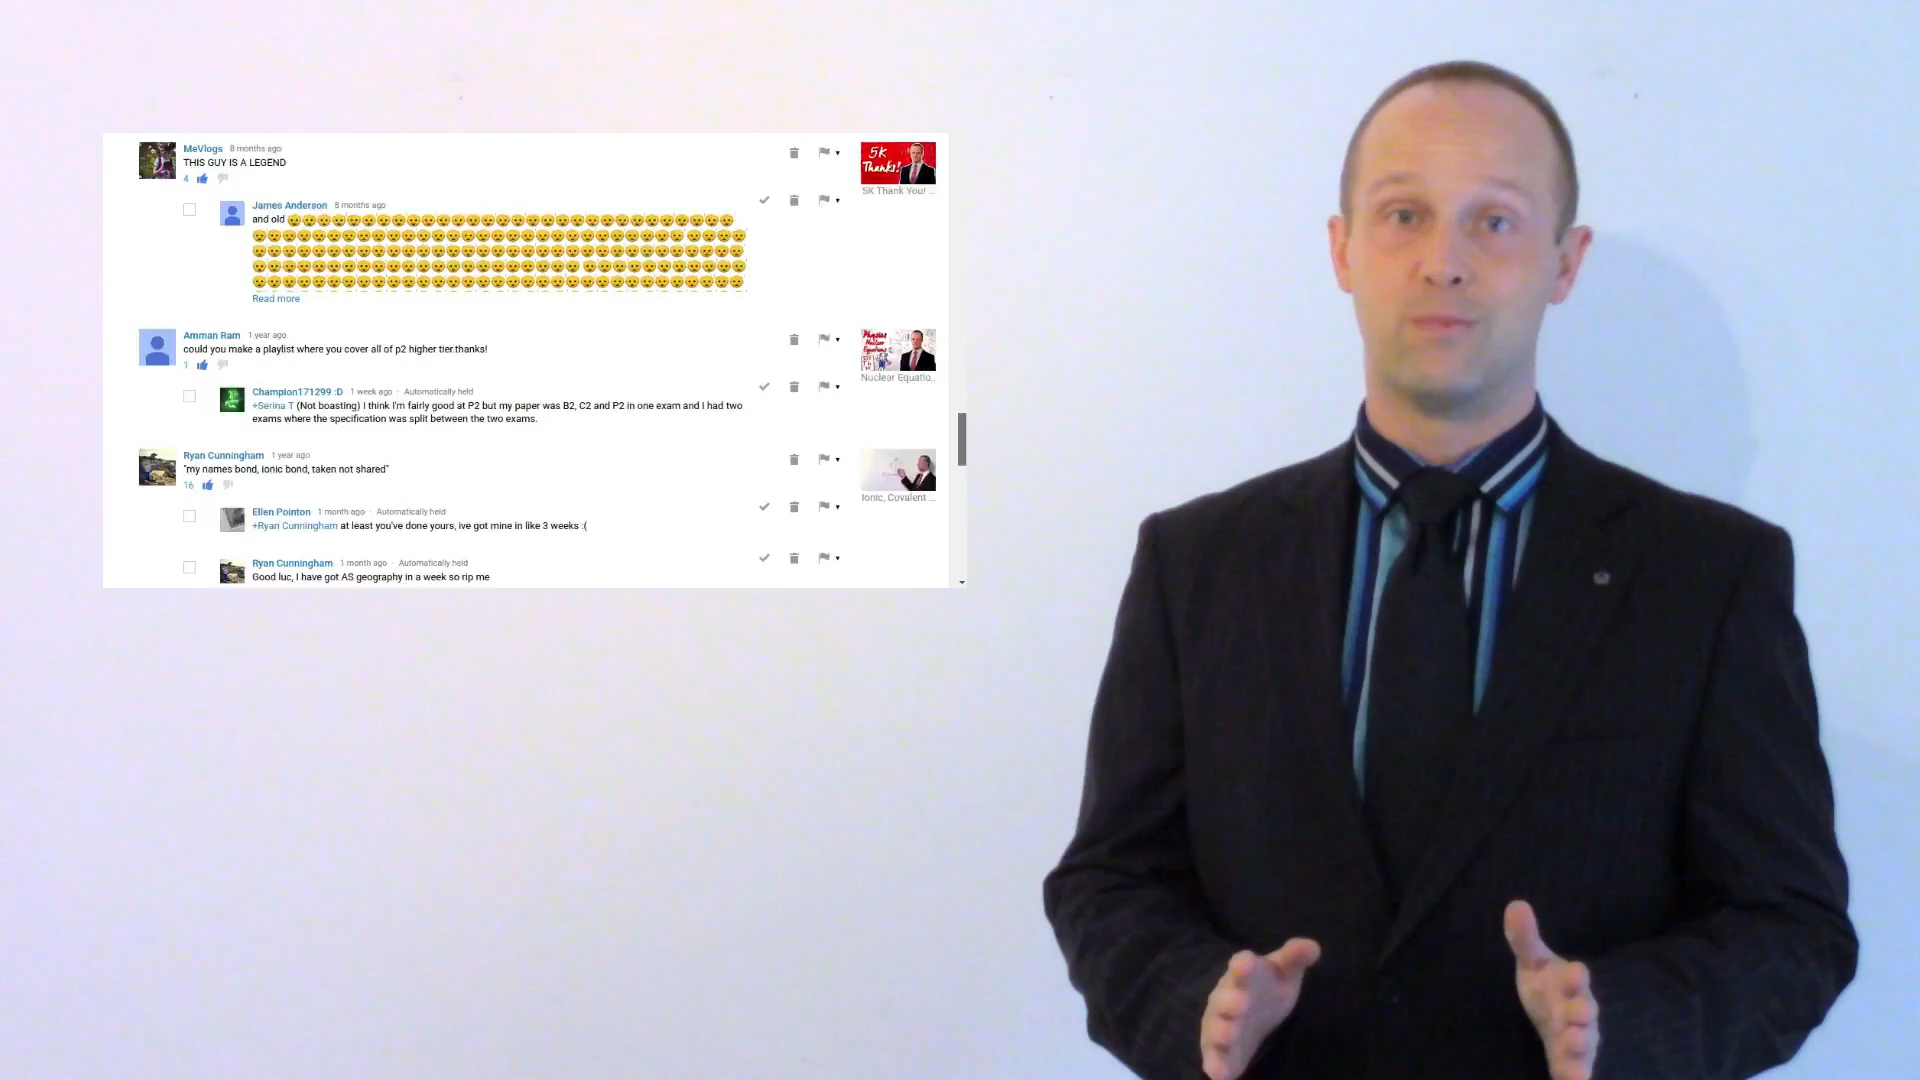 MeVlogs 8 months ago
THIS GUY IS A LEGEND
4
5K
Thanks!
5K Thank You! ...
James Anderson 8 months ago
and old
Read more
Amman Ram 1 year ago
could you make a playlist where you cover all of p2 higher tier.thanks!
1
Physics
Nuclear
Equations
Nuclear Equatio...
Champion171299 :D 1 week ago · Automatically held
+Serina T (Not boasting) I think I'm fairly good at P2 but my paper was B2, C2 and P2 in one exam and I had two
exams where the specification was split between the two exams.
Ryan Cunningham 1 year ago
"my names bond, ionic bond, taken not shared"
16
Ionic, Covalent ...
Ellen Pointon 1 month ago · Automatically held
+Ryan Cunningham at least you've done yours, ive got mine in like 3 weeks :(
Ryan Cunningham 1 month ago · Automatically held
Good luc, I have got AS geography in a week so rip me